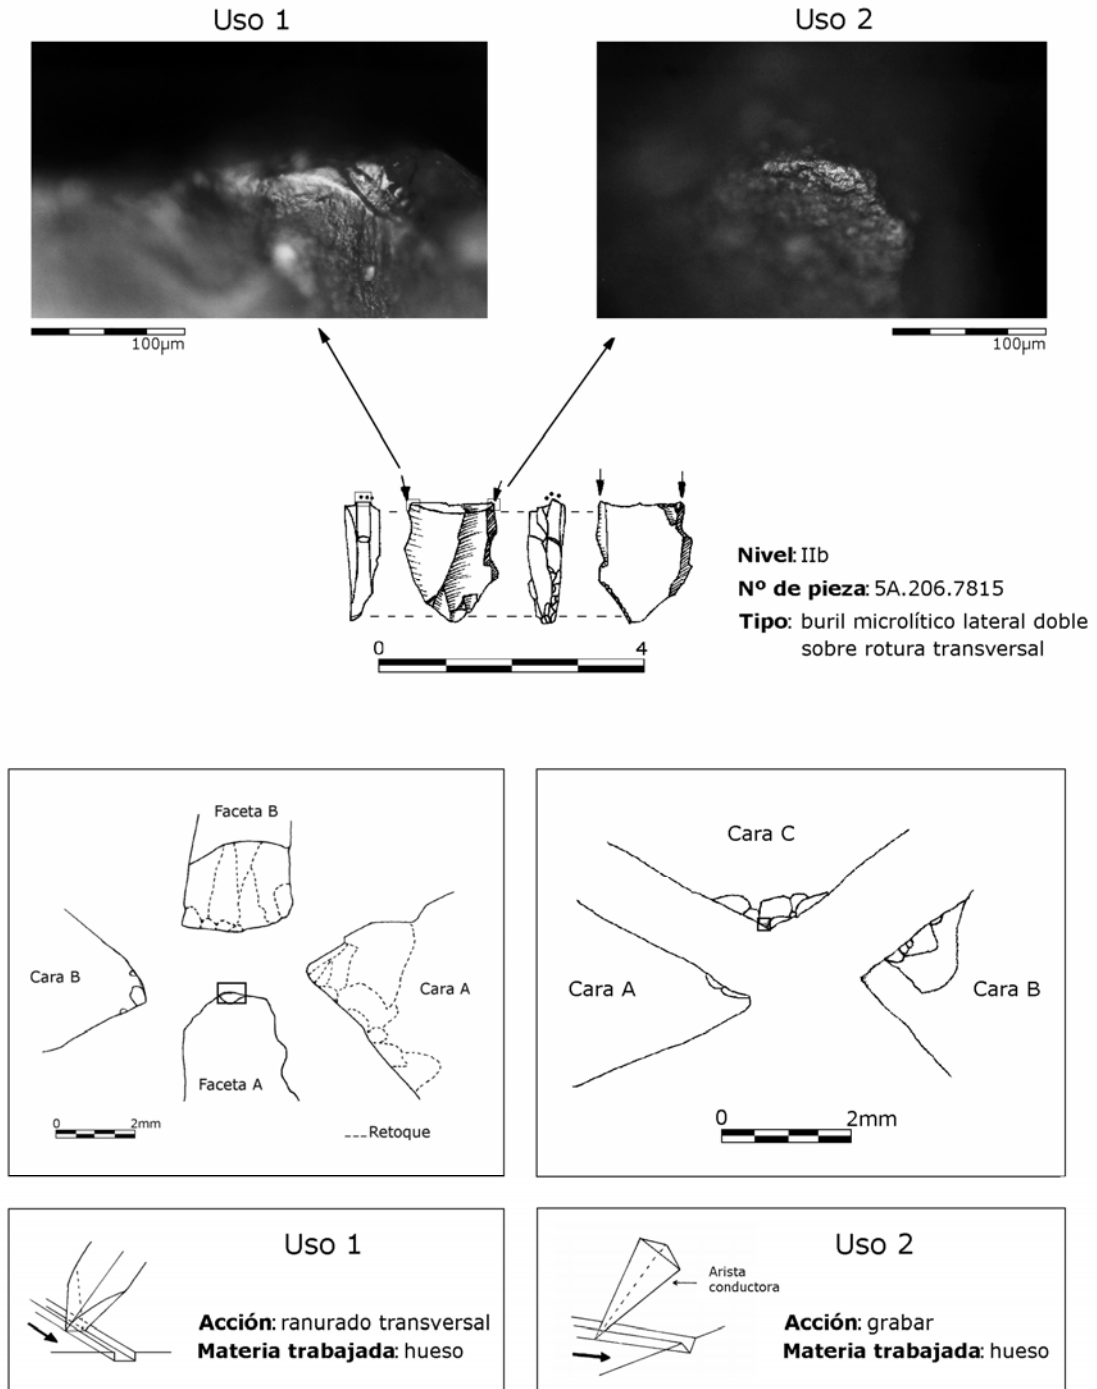 Uso 1
Uso 2
100µm
100µm
0 4
Nivel: IIb
Nº de pieza: 5A.206.7815
Tipo: buril microlítico lateral doble
sobre rotura transversal
Faceta B
Cara B
Cara A
Faceta A
0 2mm
---Retoque
Cara C
Cara A
Cara B
0 2mm
Uso 1
Acción: ranurado transversal
Materia trabajada: hueso
Uso 2
Arista
conductora
Acción: grabar
Materia trabajada: hueso